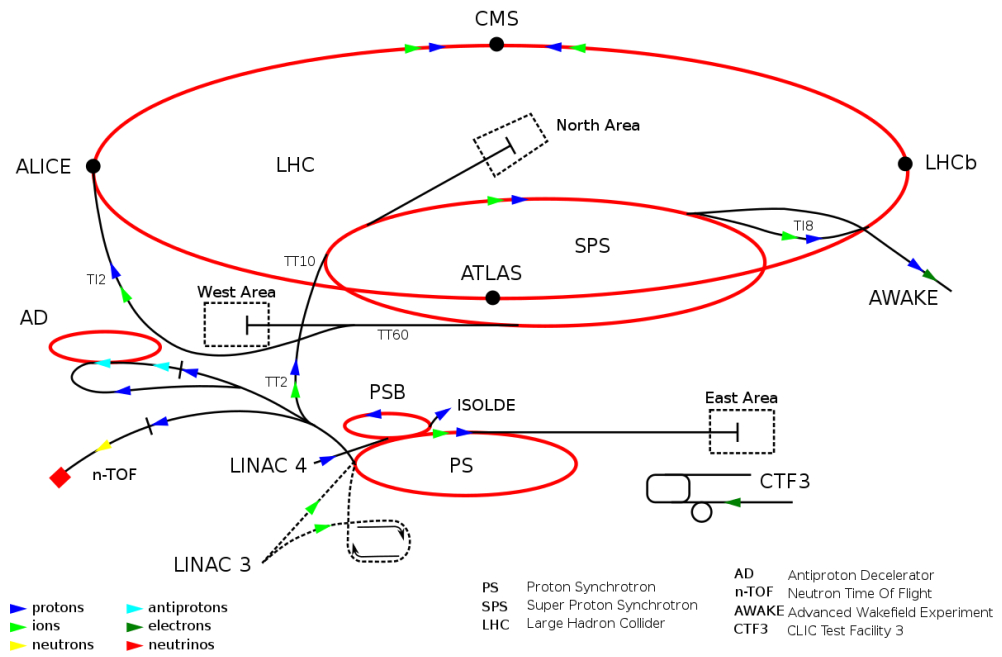 CMS
North Area
ALICE
LHC
LHCb
TI8
SPS
TT10
ATLAS
TI2
West Area
AWAKE
AD
TT60
TT2
PSB
ISOLDE
East Area
LINAC 4
PS
n-TOF
CTF3
LINAC 3
protons
ions
neutrons
antiprotons
electrons
neutrinos
PS Proton Synchrotron
SPS Super Proton Synchrotron
LHC Large Hadron Collider
AD Antiproton Decelerator
n-TOF Neutron Time Of Flight
AWAKE Advanced Wakefield Experiment
CTF3 CLIC Test Facility 3